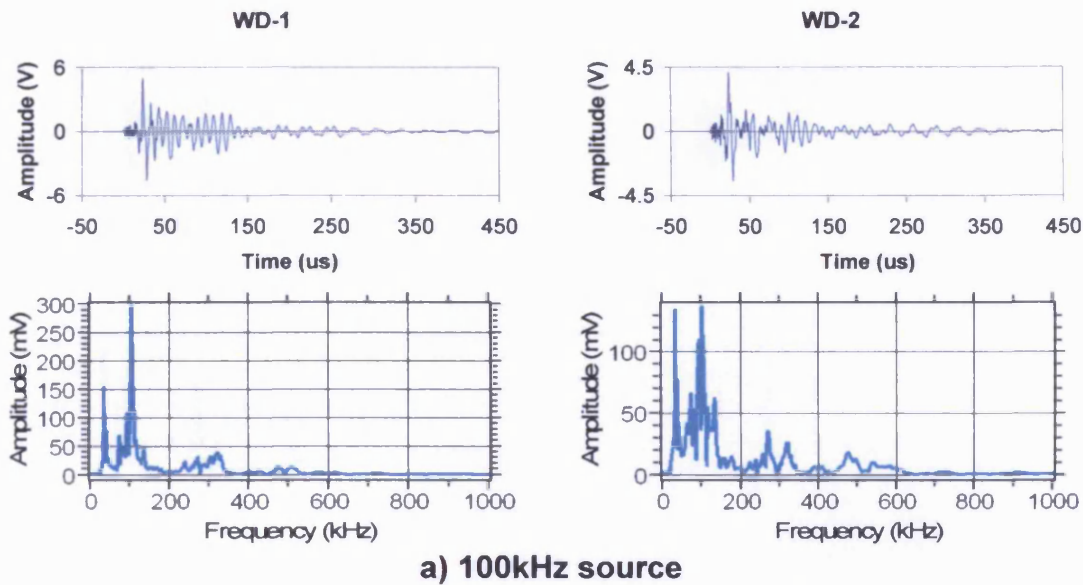 WD-1
WD-2
Amplitude (V)
6
0
-6
-50 50 150 250 350 450
Time (us)
Amplitude (V)
4.5
0
-4.5
-50 50 150 250 350 450
Time (us)
Amplitude (mV)
300
250
200
150
100
50
0
0 200 400 600 800 1000
Frequency (kHz)
Amplitude (mV)
100
50
0
0 200 400 600 800 1000
Frequency (kHz)
a) 100kHz source